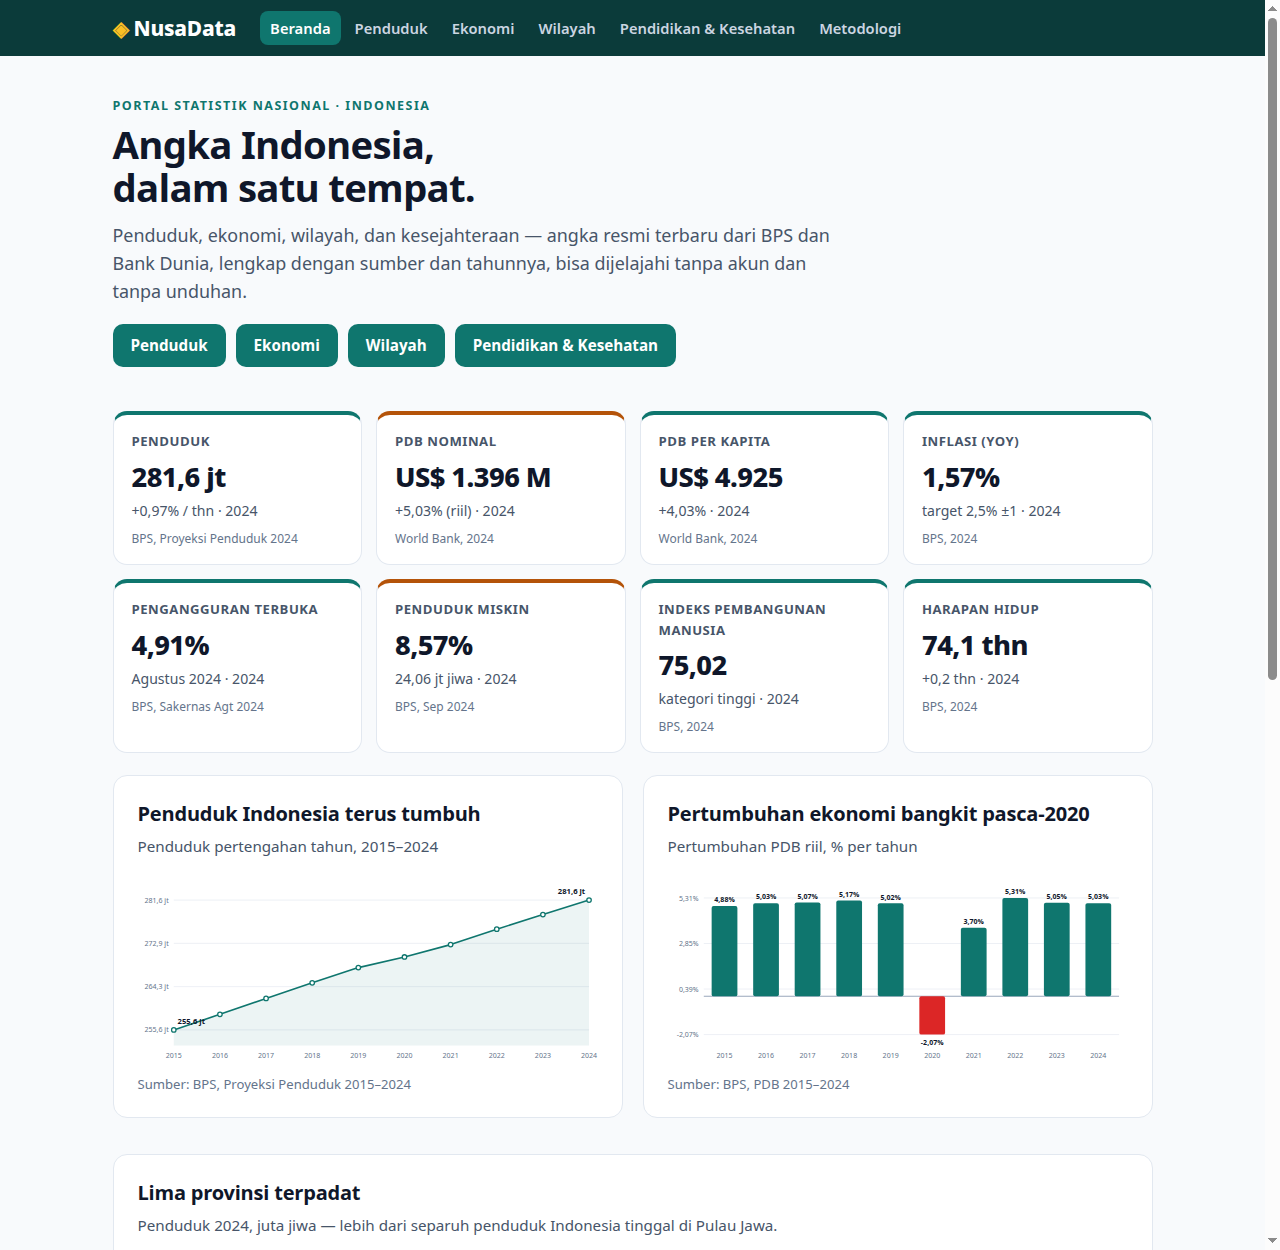 ◈ NusaData
Beranda
Penduduk
Ekonomi
Wilayah
Pendidikan & Kesehatan
Metodologi
PORTAL STATISTIK NASIONAL · INDONESIA
Angka Indonesia,
dalam satu tempat.
Penduduk, ekonomi, wilayah, dan kesejahteraan — angka resmi terbaru dari BPS dan
Bank Dunia, lengkap dengan sumber dan tahunnya, bisa dijelajahi tanpa akun dan
tanpa unduhan.
Penduduk
Ekonomi
Wilayah
Pendidikan & Kesehatan
PENDUDUK
281,6 jt
+0,97% / thn · 2024
BPS, Proyeksi Penduduk 2024
PDB NOMINAL
US$ 1.396 M
+5,03% (riil) · 2024
World Bank, 2024
PDB PER KAPITA
US$ 4.925
+4,03% · 2024
World Bank, 2024
INFLASI (YOY)
1,57%
target 2,5% ±1 · 2024
BPS, 2024
PENGANGGURAN TERBUKA
4,91%
Agustus 2024 · 2024
BPS, Sakernas Agt 2024
PENDUDUK MISKIN
8,57%
24,06 jt jiwa · 2024
BPS, Sep 2024
INDEKS PEMBANGUNAN
MANUSIA
75,02
kategori tinggi · 2024
BPS, 2024
HARAPAN HIDUP
74,1 thn
+0,2 thn · 2024
BPS, 2024
Penduduk Indonesia terus tumbuh
Penduduk pertengahan tahun, 2015–2024
281,6 jt
281,6 jt
272,9 jt
264,3 jt
255,6 jt
255,6 jt
2015 2016 2017 2018 2019 2020 2021 2022 2023 2024
Sumber: BPS, Proyeksi Penduduk 2015–2024
Pertumbuhan ekonomi bangkit pasca-2020
Pertumbuhan PDB riil, % per tahun
5,31%
2,85%
0,39%
-2,07%
4,88% 5,03% 5,07% 5,17% 5,02% -2,07% 3,70% 5,31% 5,05% 5,03%
2015 2016 2017 2018 2019 2020 2021 2022 2023 2024
Sumber: BPS, PDB 2015–2024
Lima provinsi terpadat
Penduduk 2024, juta jiwa — lebih dari separuh penduduk Indonesia tinggal di Pulau Jawa.